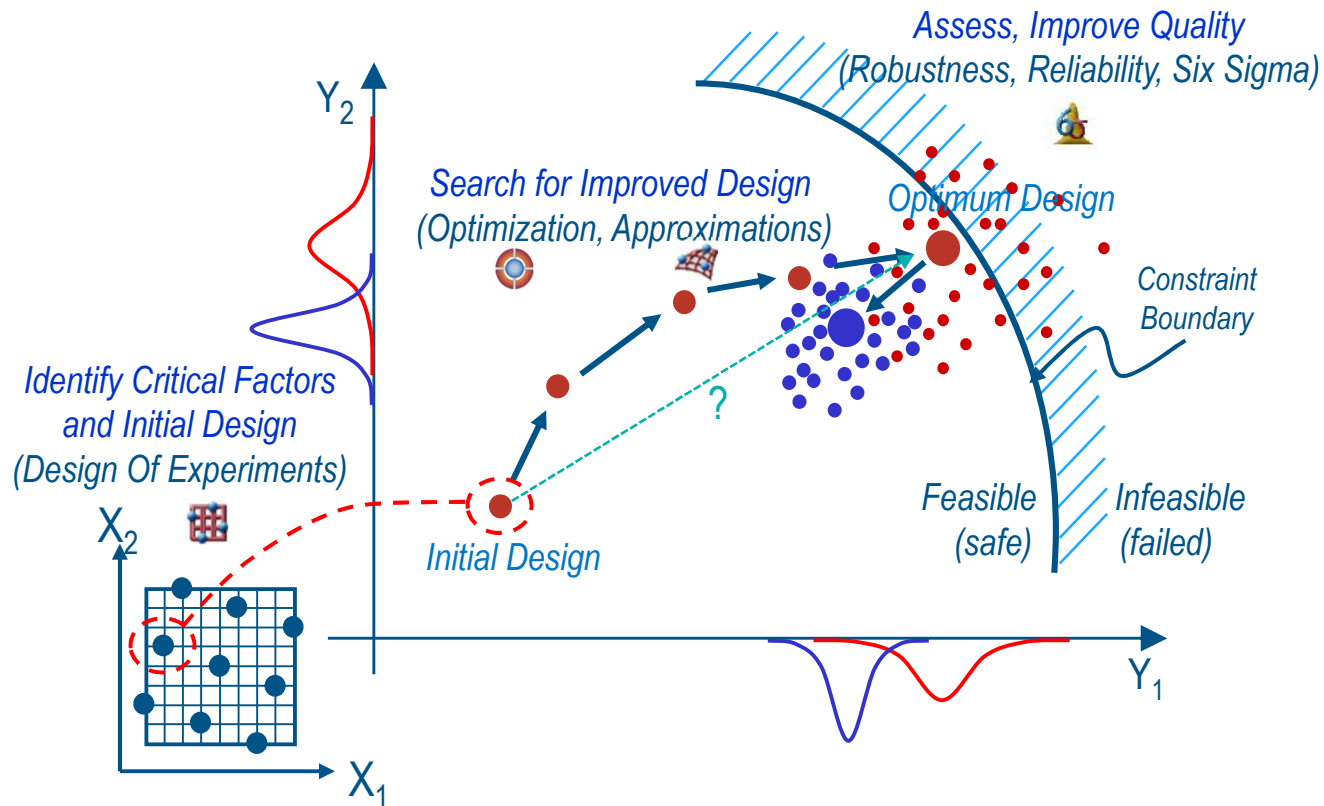 Assess, Improve Quality
(Robustness, Reliability, Six Sigma)
Y2
Search for Improved Design
(Optimization, Approximations)
Optimum Design
Constraint
Boundary
Identify Critical Factors
and Initial Design
(Design Of Experiments)
?
Feasible
(safe)
Infeasible
(failed)
X2
Initial Design
Y1
X1